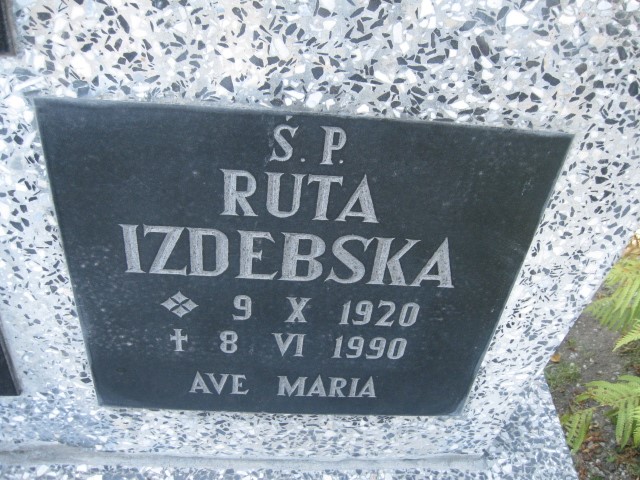 Ś. P.
RUTA
IZDEBSKA
9 X 1920
✝ 8 VI 1990
AVE MARIA